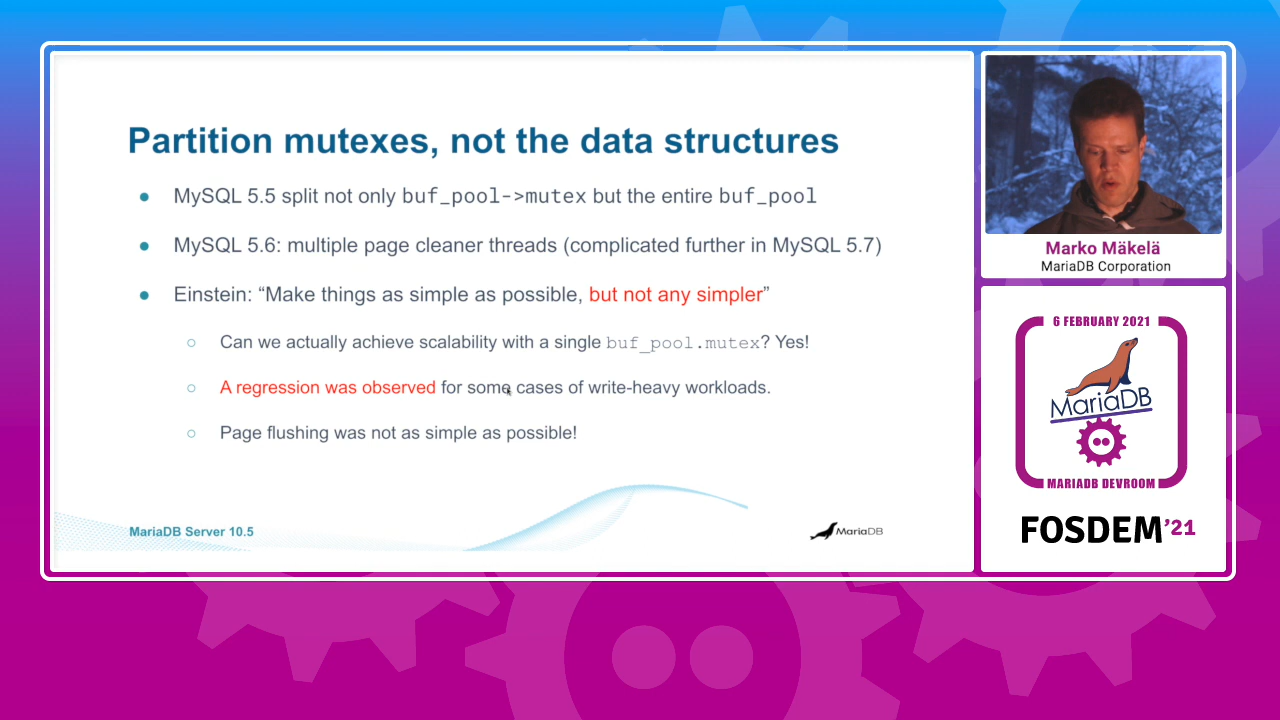 Partition mutexes, not the data structures
MySQL 5.5 split not only buf_pool->mutex but the entire buf_pool
MySQL 5.6: multiple page cleaner threads (complicated further in MySQL 5.7)
Einstein: “Make things as simple as possible, but not any simpler”
Can we actually achieve scalability with a single buf_pool.mutex? Yes!
A regression was observed for some cases of write-heavy workloads.
Page flushing was not as simple as possible!
MariaDB Server 10.5
MariaDB
Marko Mäkelä
MariaDB Corporation
6 FEBRUARY 2021
MariaDB
MARIADB DEVROOM
FOSDEM’21